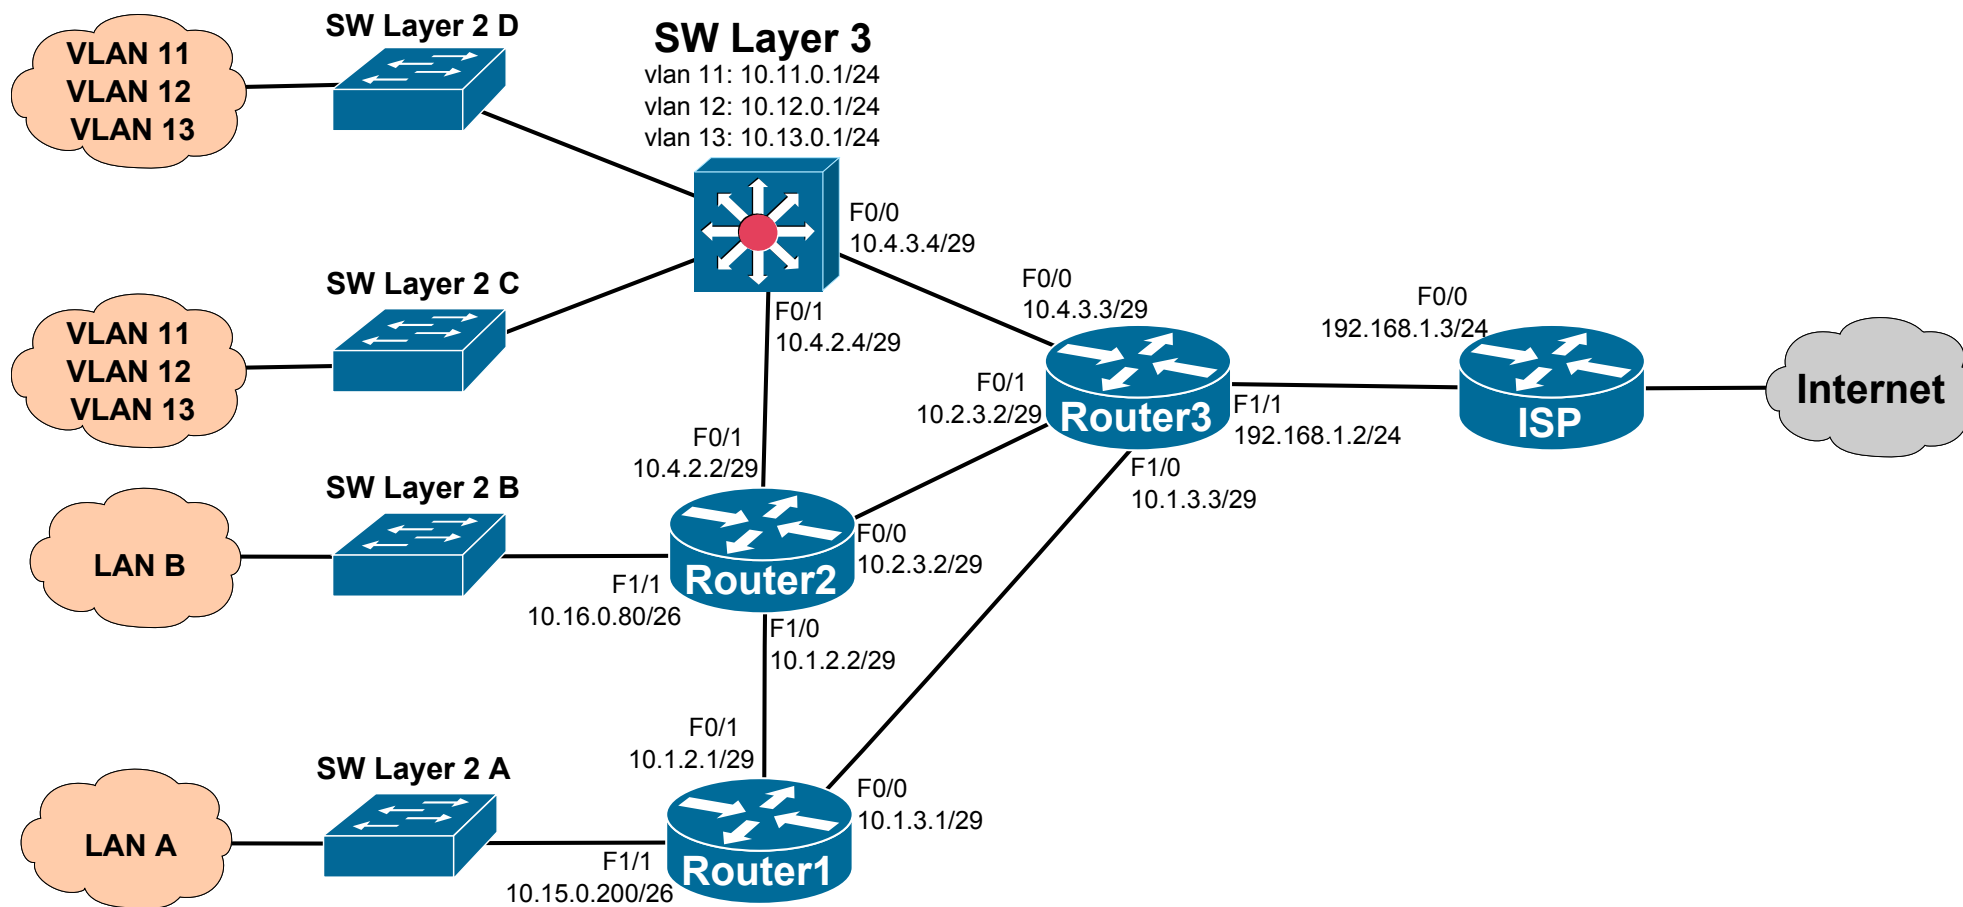 SW Layer 2 D
SW Layer 3
vlan 11: 10.11.0.1/24
vlan 12: 10.12.0.1/24
vlan 13: 10.13.0.1/24
VLAN 11
VLAN 12
VLAN 13
F0/0
10.4.3.4/29
SW Layer 2 C
F0/1
10.4.2.4/29
F0/0
10.4.3.3/29
F0/0
192.168.1.3/24
VLAN 11
VLAN 12
VLAN 13
F0/1
10.2.3.2/29
Router3
F1/1
192.168.1.2/24
ISP
Internet
F0/1
10.4.2.2/29
F1/0
10.1.3.3/29
SW Layer 2 B
LAN B
F1/1
10.16.0.80/26
Router2
F0/0
10.2.3.2/29
F1/0
10.1.2.2/29
F0/1
10.1.2.1/29
SW Layer 2 A
LAN A
F1/1
10.15.0.200/26
Router1
F0/0
10.1.3.1/29